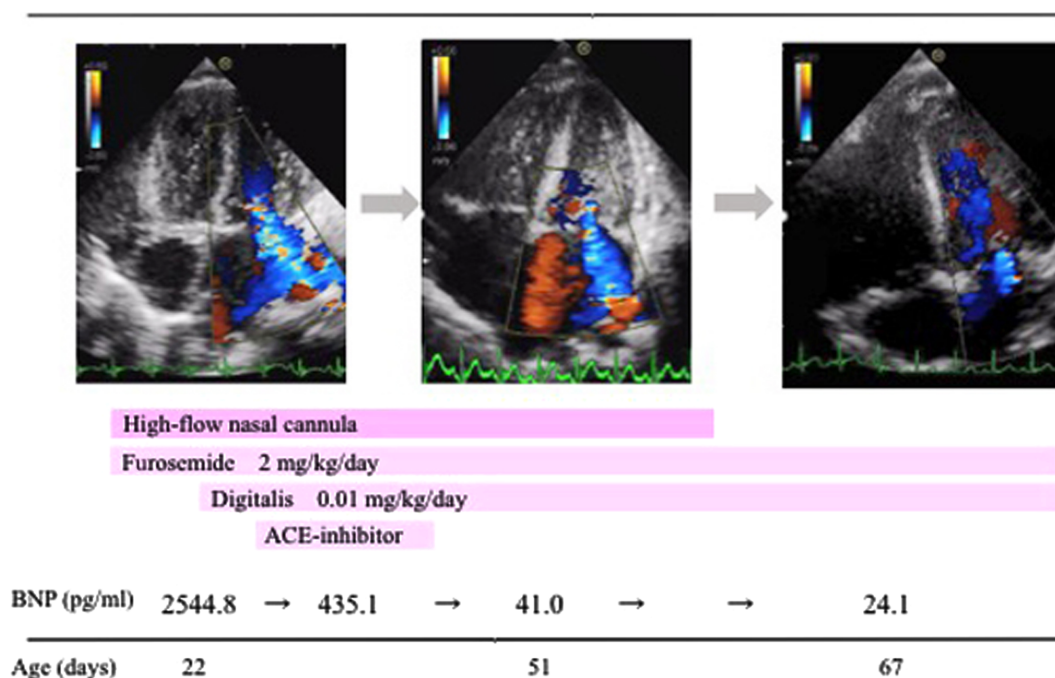 High-flow nasal cannula
Furosemide 2 mg/kg/day
Digitalis 0.01 mg/kg/day
ACE-inhibitor
BNP (pg/ml) 2544.8 → 435.1 → 41.0 → → 24.1
Age (days) 22 51 67